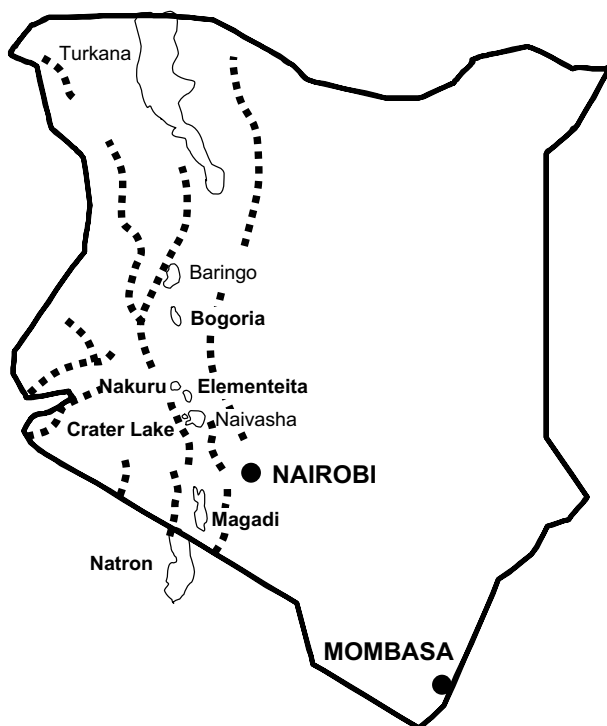 Turkana
Baringo
Bogoria
Nakuru
Elementeita
Crater Lake
Naivasha
NAIROBI
Magadi
Natron
MOMBASA